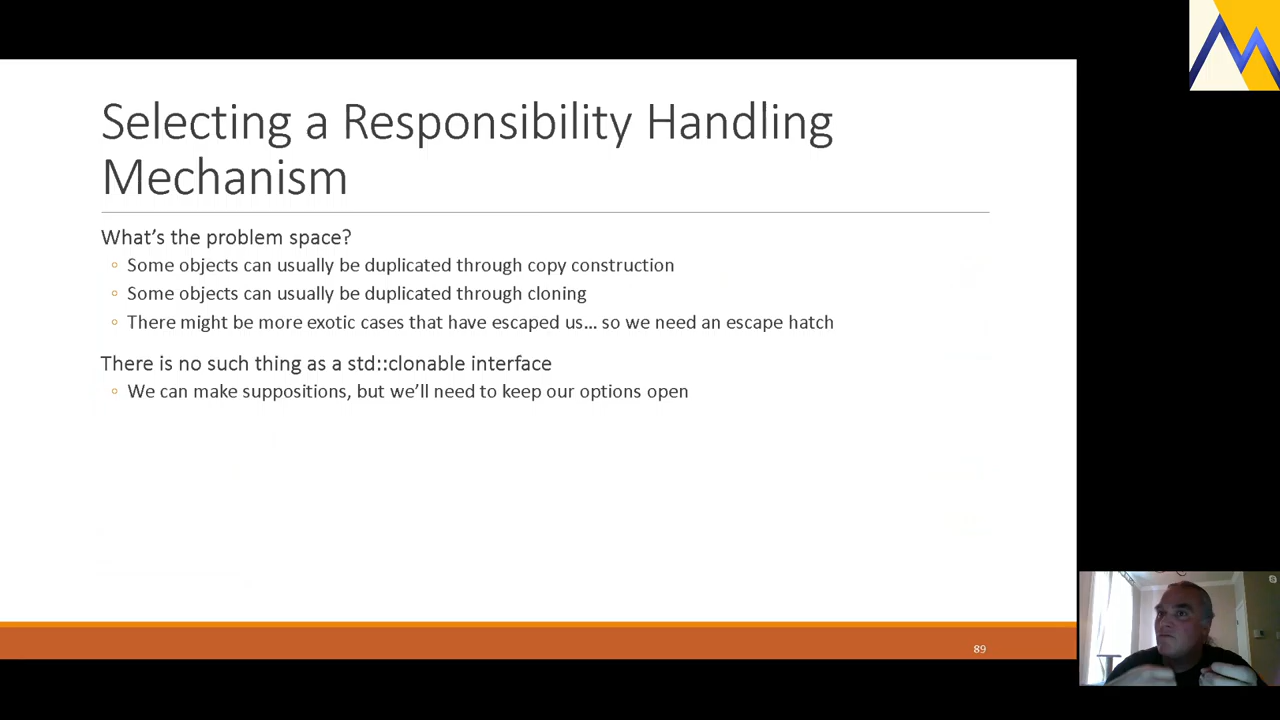 Selecting a Responsibility Handling
Mechanism
What’s the problem space?
◦ Some objects can usually be duplicated through copy construction
◦ Some objects can usually be duplicated through cloning
◦ There might be more exotic cases that have escaped us… so we need an escape hatch
There is no such thing as a std::clonable interface
◦ We can make suppositions, but we’ll need to keep our options open
89